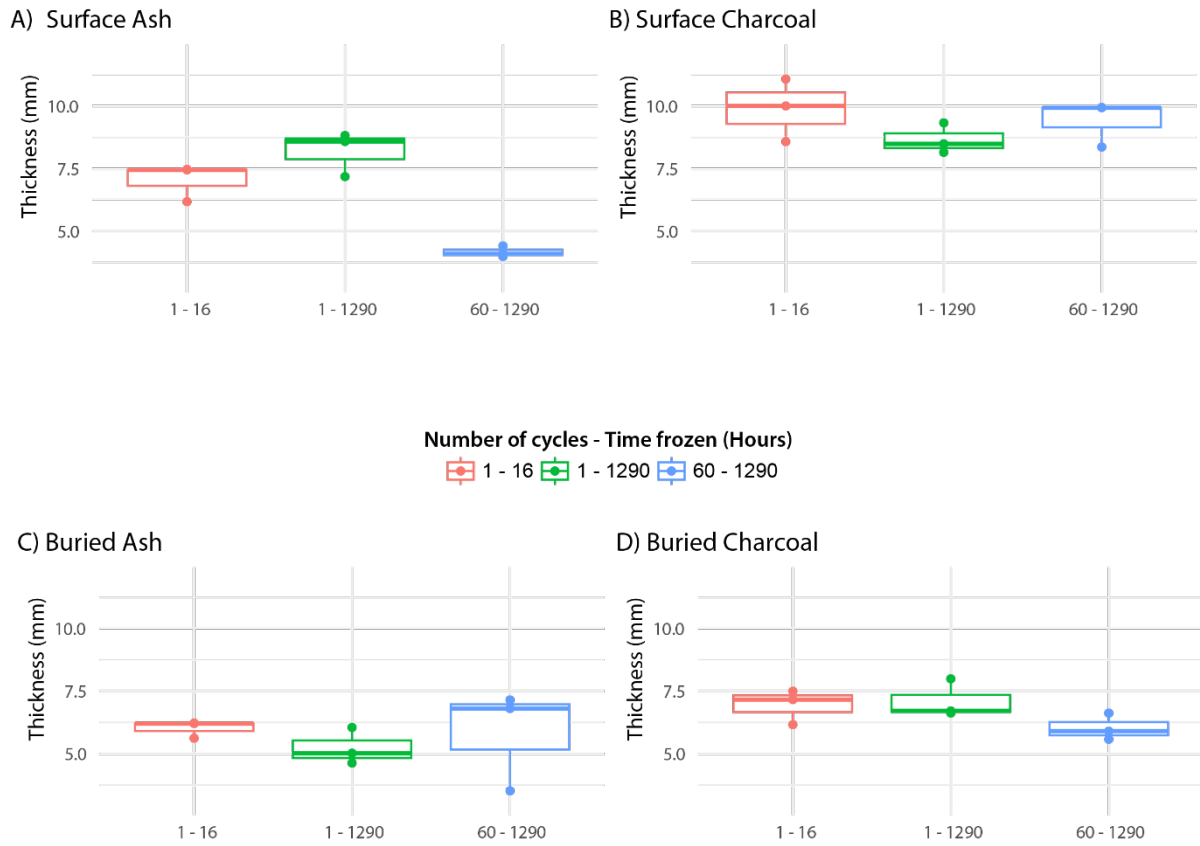 A) Surface Ash
B) Surface Charcoal
Thickness (mm)
10.0
7.5
5.0
1 - 16
1 - 1290
60 - 1290
Thickness (mm)
10.0
7.5
5.0
1 - 16
1 - 1290
60 - 1290
Number of cycles - Time frozen (Hours)
1 - 16 1 - 1290 60 - 1290
C) Buried Ash
D) Buried Charcoal
Thickness (mm)
10.0
7.5
5.0
1 - 16
1 - 1290
60 - 1290
Thickness (mm)
10.0
7.5
5.0
1 - 16
1 - 1290
60 - 1290